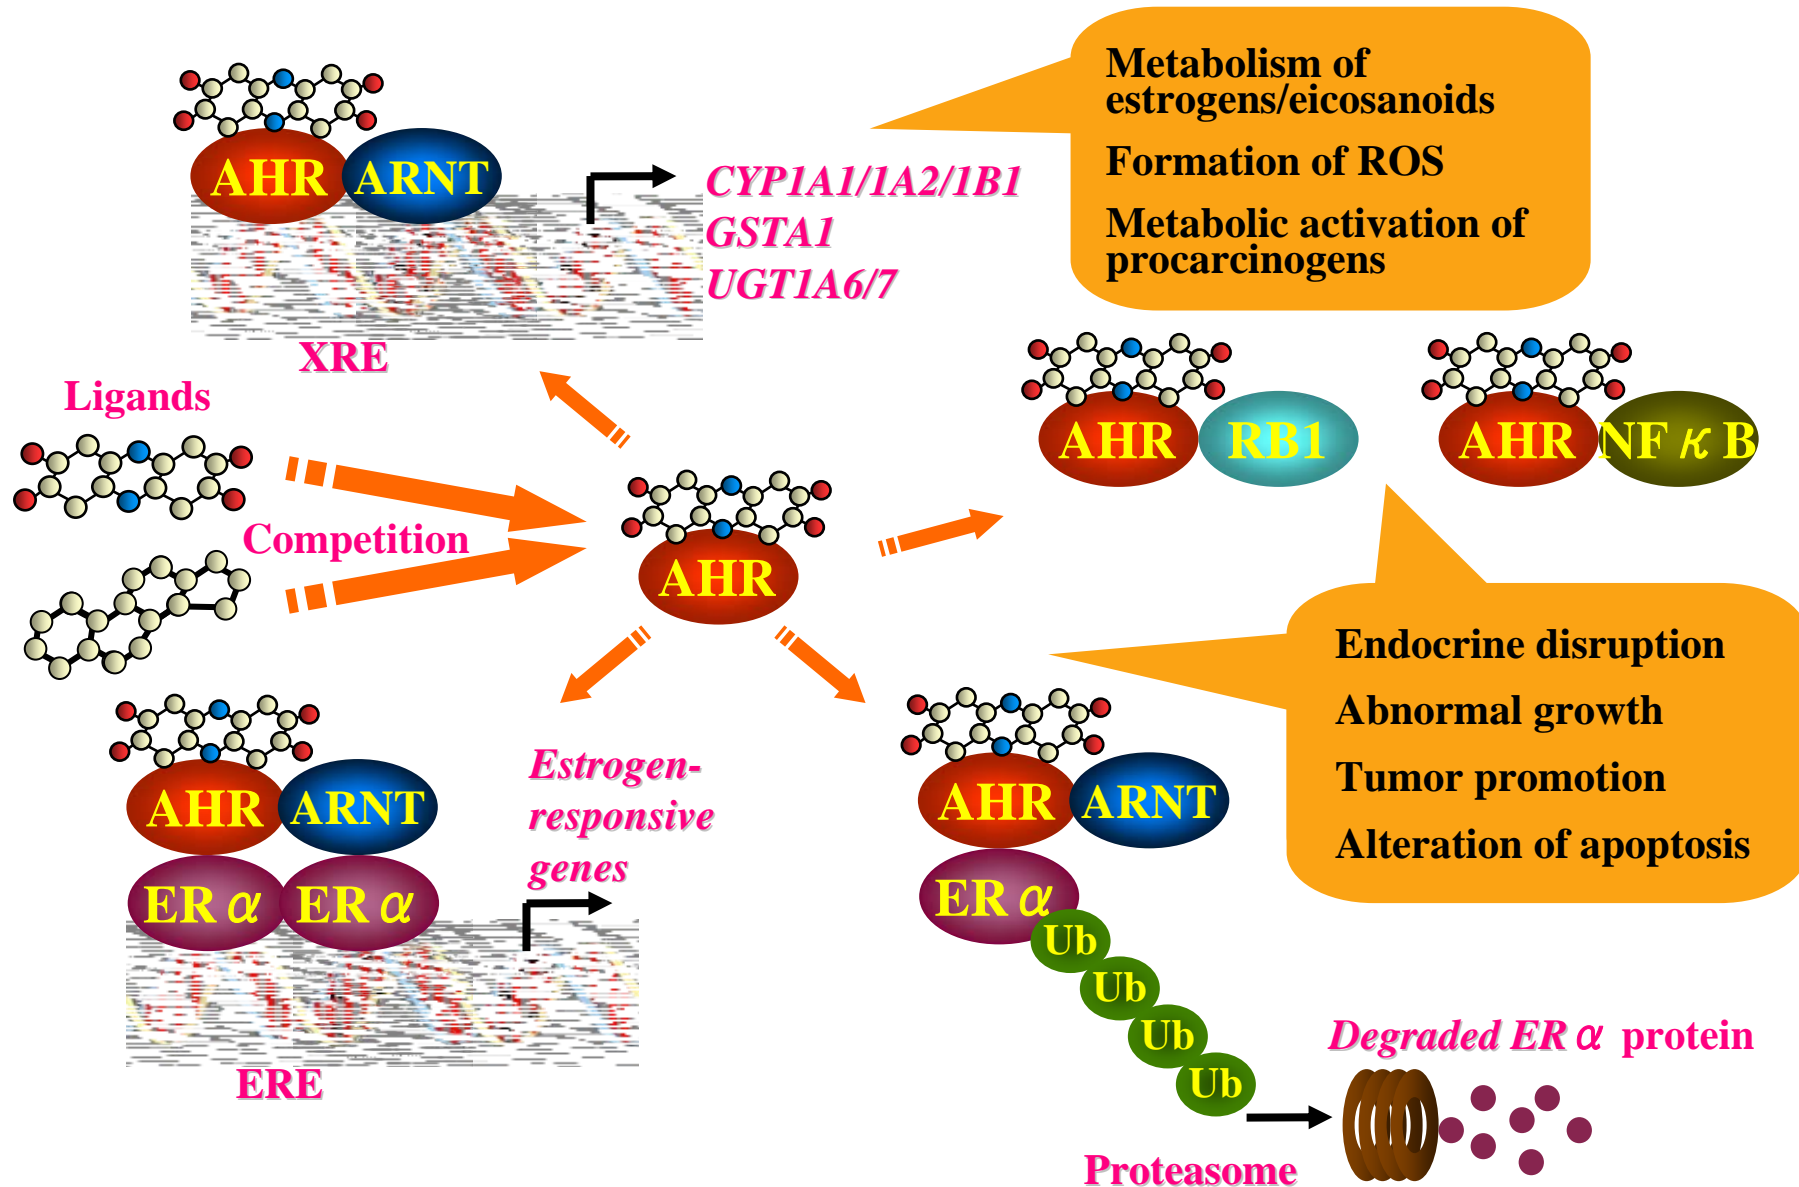 Metabolism of
estrogens/eicosanoids
Formation of ROS
Metabolic activation of
procarcinogens
AHR
ARNT
CYP1A1/1A2/1B1
GSTA1
UGT1A6/7
XRE
Ligands
Competition
AHR
AHR
RB1
AHR
NFκB
Endocrine disruption
Abnormal growth
Tumor promotion
Alteration of apoptosis
AHR
ARNT
ERα
ERα
Estrogen-
responsive
genes
ERE
AHR
ARNT
ERα
Ub
Ub
Ub
Ub
Degraded ERα protein
Proteasome